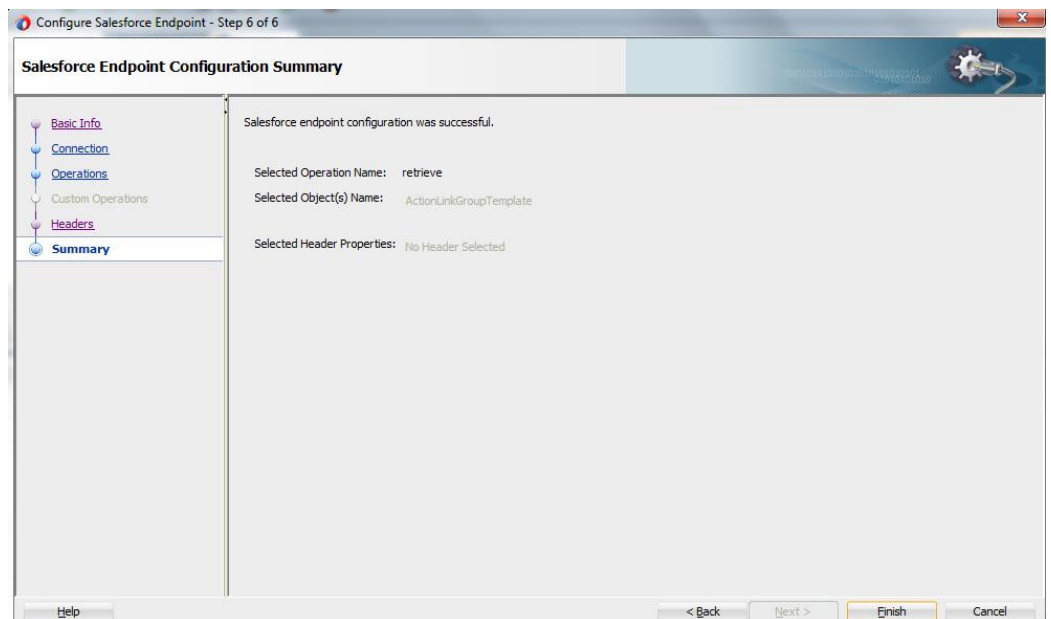 Configure Salesforce Endpoint - Step 6 of 6
x
Salesforce Endpoint Configuration Summary
Basic Info
Connection
Operations
Custom Operations
Headers
Summary
Salesforce endpoint configuration was successful.
Selected Operation Name: retrieve
Selected Object(s) Name: ActionLinkGroupTemplate
Selected Header Properties: No Header Selected
Help
< Back
Next >
Finish
Cancel